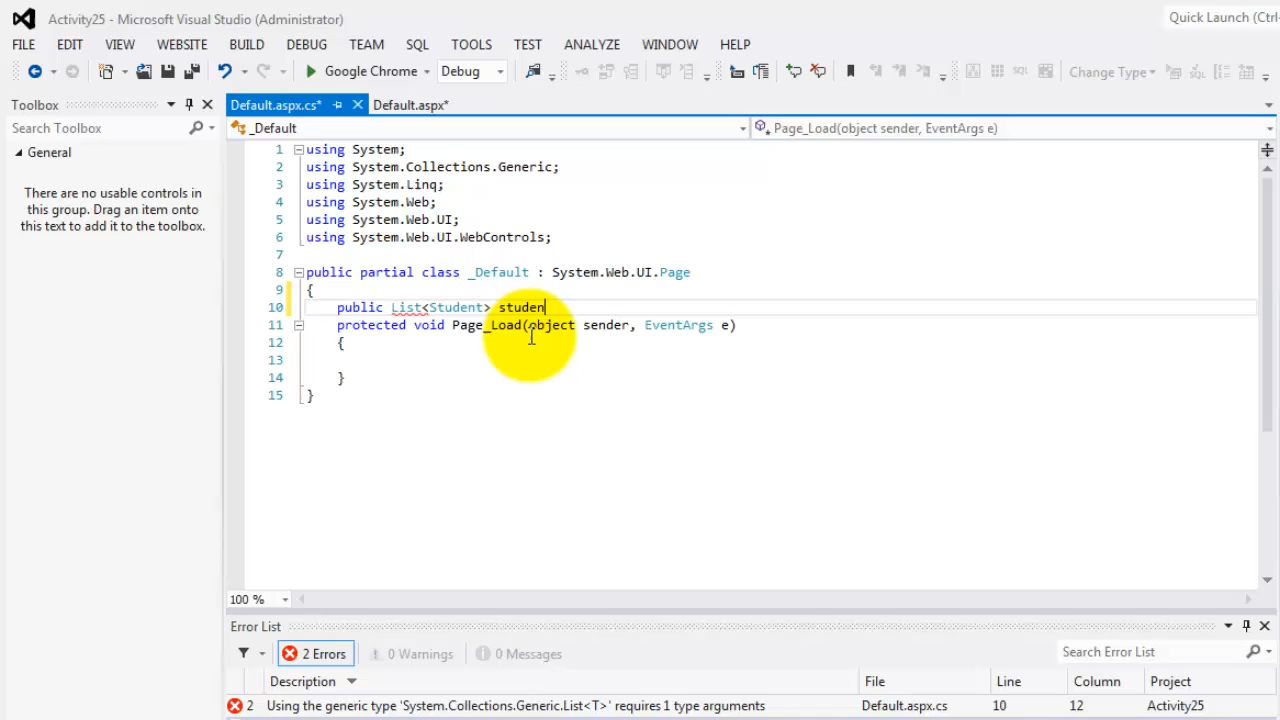 Activity25 - Microsoft Visual Studio (Administrator)
Quick Launch (Ctrl-
FILE EDIT VIEW WEBSITE BUILD DEBUG TEAM SQL TOOLS TEST ANALYZE WINDOW HELP
Google Chrome Debug Change Type
Toolbox
Search Toolbox
General
There are no usable controls in
this group. Drag an item onto
this text to add it to the toolbox.
Default.aspx.cs* Default.aspx*
_Default
Page_Load(object sender, EventArgs e)
1 using System;
2 using System.Collections.Generic;
3 using System.Linq;
4 using System.Web;
5 using System.Web.UI;
6 using System.Web.UI.WebControls;
7
8 public partial class _Default : System.Web.UI.Page
9 {
10 public List<Student> studen
11 protected void Page_Load(object sender, EventArgs e)
12 {
13
14 }
15 }
100 %
Error List
2 Errors 0 Warnings 0 Messages
Search Error List
Description File Line Column Project
2 Using the generic type 'System.Collections.Generic.List<T>' requires 1 type arguments Default.aspx.cs 10 12 Activity25